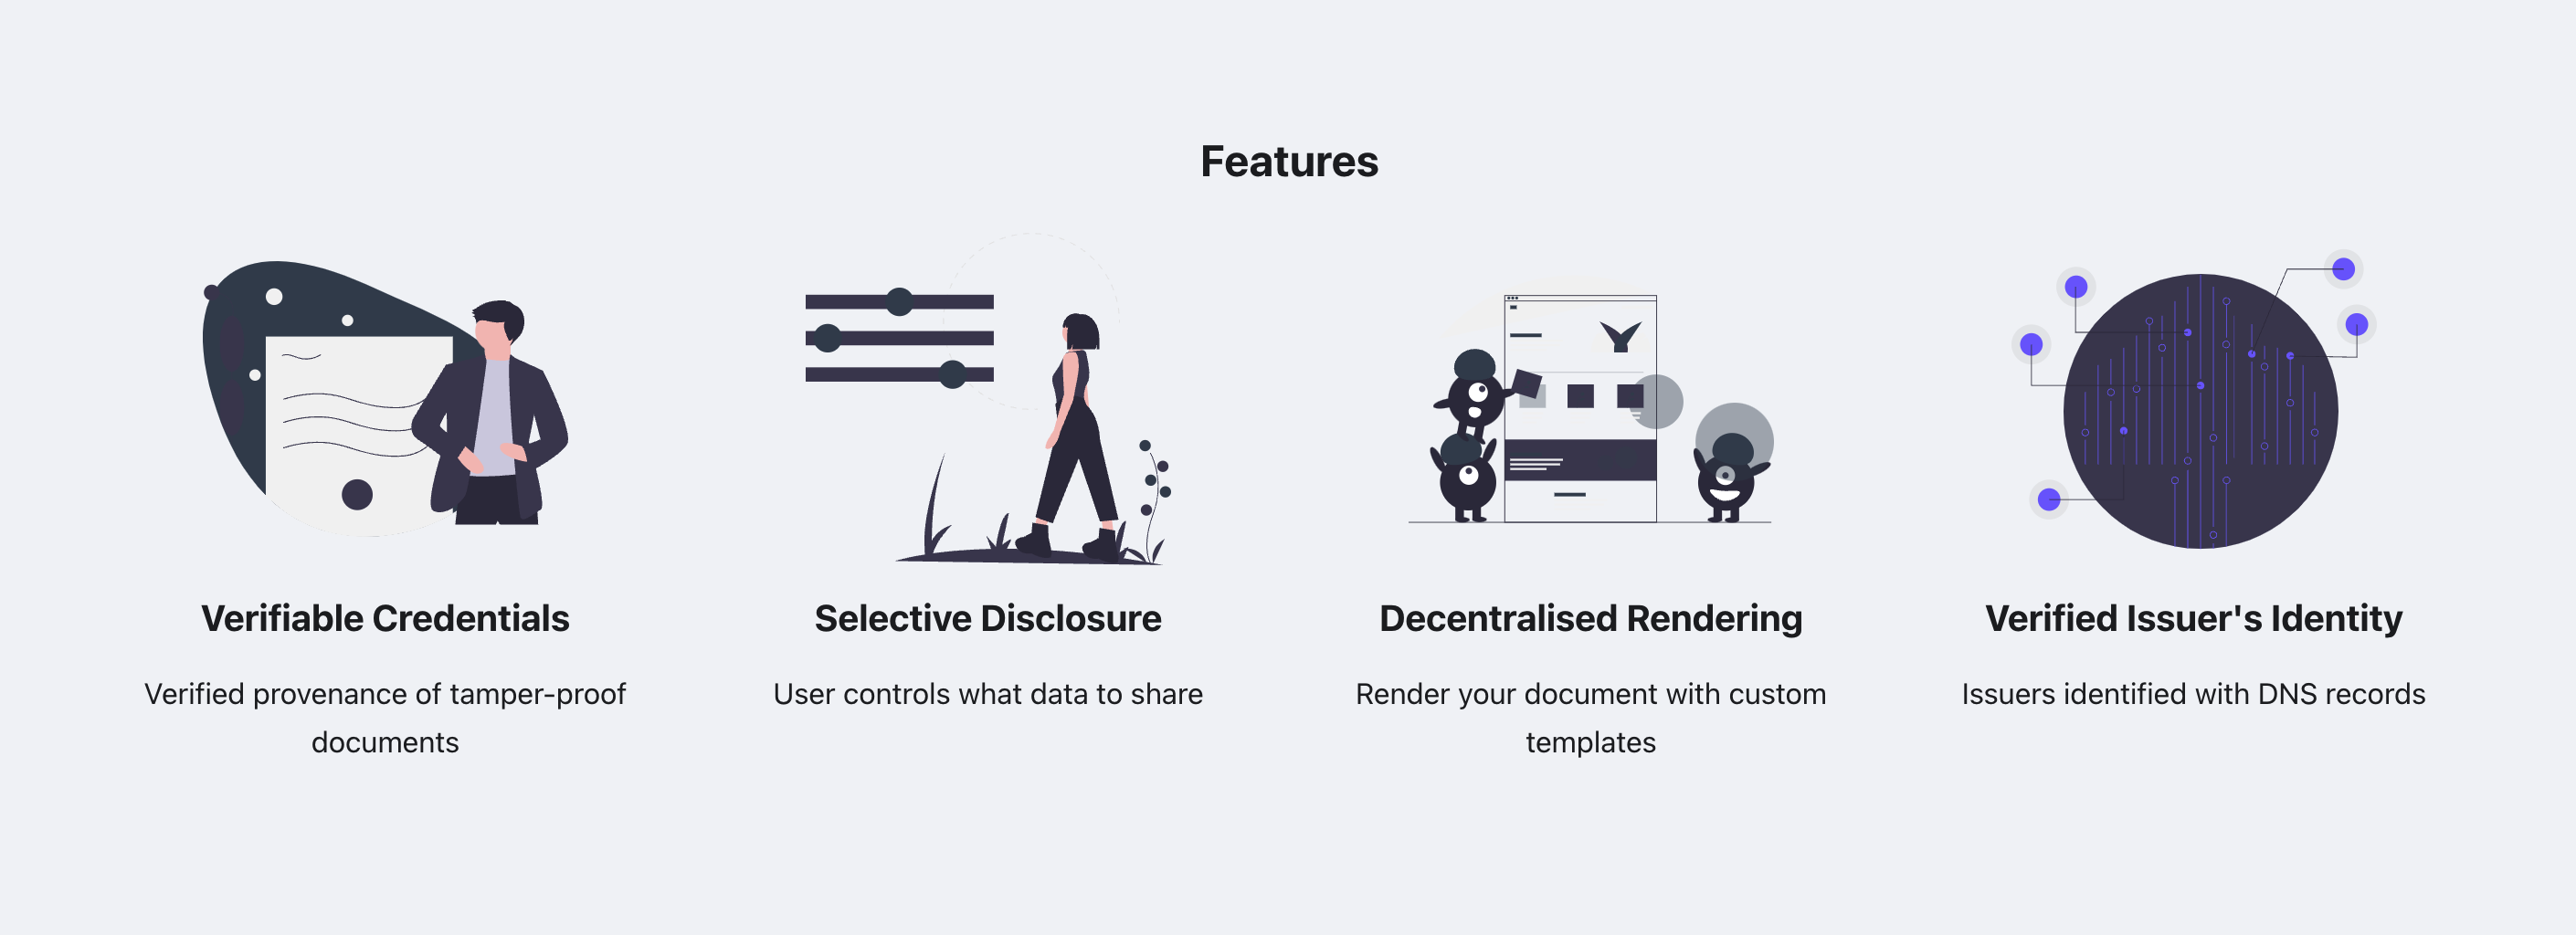 Features
Verifiable Credentials
Verified provenance of tamper-proof
documents
Selective Disclosure
User controls what data to share
Decentralised Rendering
Render your document with custom
templates
Verified Issuer's Identity
Issuers identified with DNS records